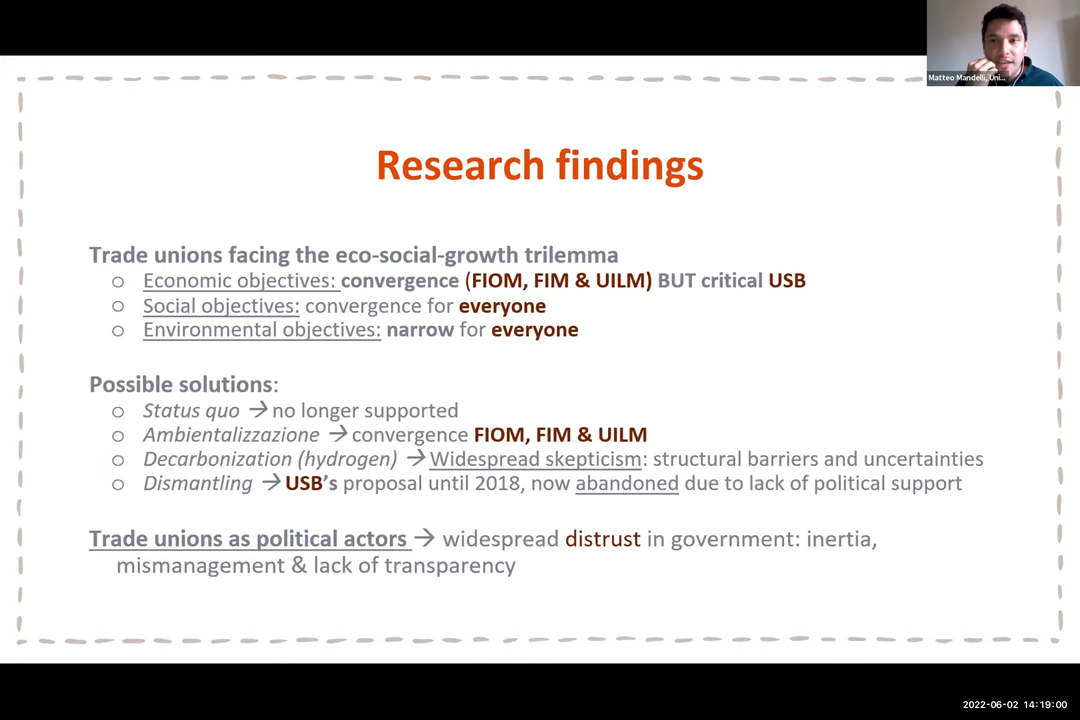 Matteo Mandelli, Uni...
Research findings
Trade unions facing the eco-social-growth trilemma
○ Economic objectives: convergence (FIOM, FIM & UILM) BUT critical USB
○ Social objectives: convergence for everyone
○ Environmental objectives: narrow for everyone
Possible solutions:
○ Status quo → no longer supported
○ Ambientalizzazione → convergence FIOM, FIM & UILM
○ Decarbonization (hydrogen) → Widespread skepticism: structural barriers and uncertainties
○ Dismantling → USB's proposal until 2018, now abandoned due to lack of political support
Trade unions as political actors → widespread distrust in government: inertia,
mismanagement & lack of transparency
2022-06-02 14:19:00